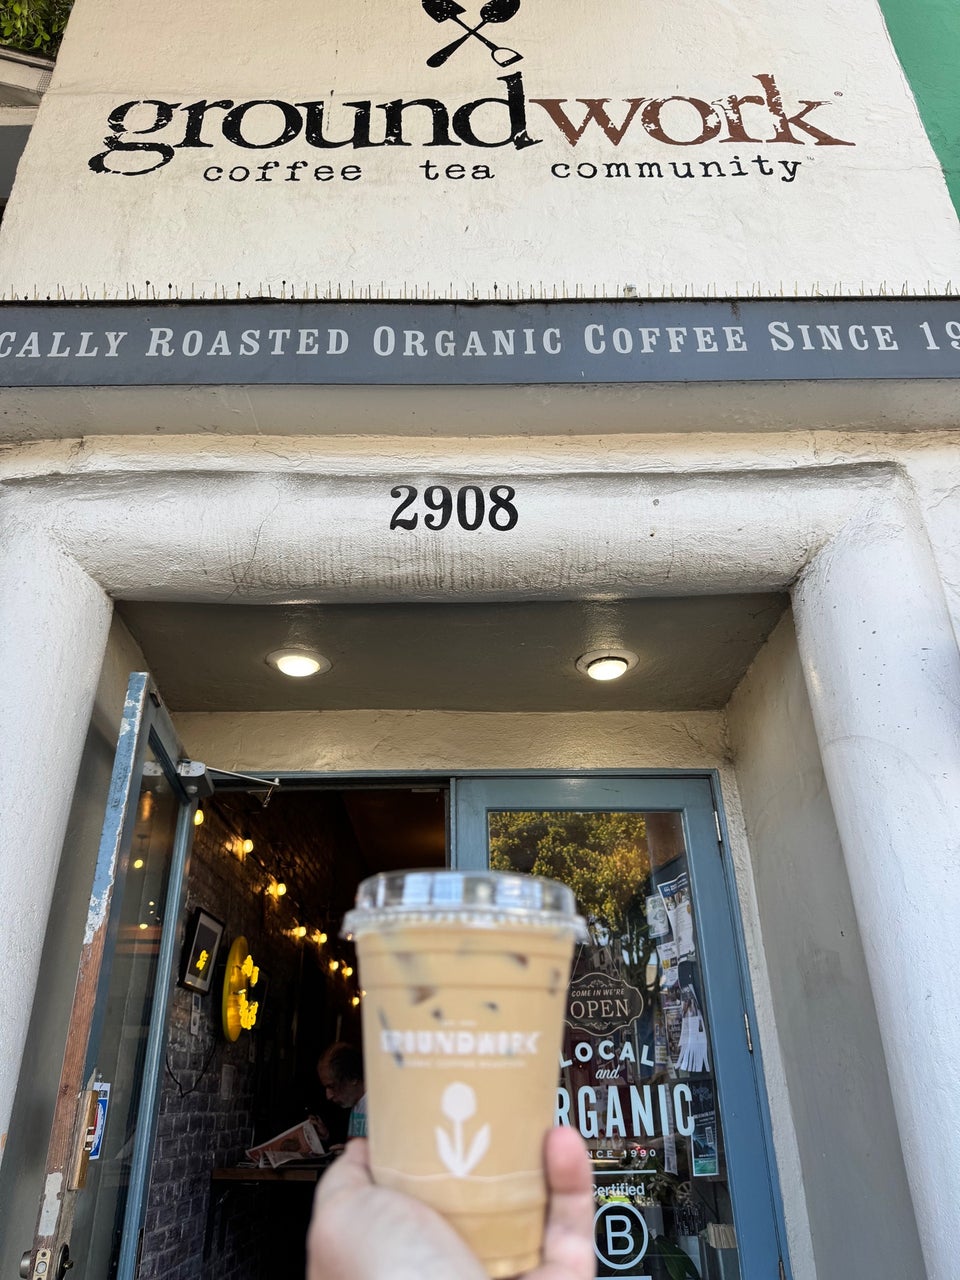 groundwork
coffee tea community
CALLY ROASTED ORGANIC COFFEE SINCE 19
2908
COME IN WE'RE
OPEN
GROUNDWORK
LOCAL
and
RGANIC
NCE 1990
Certified
B